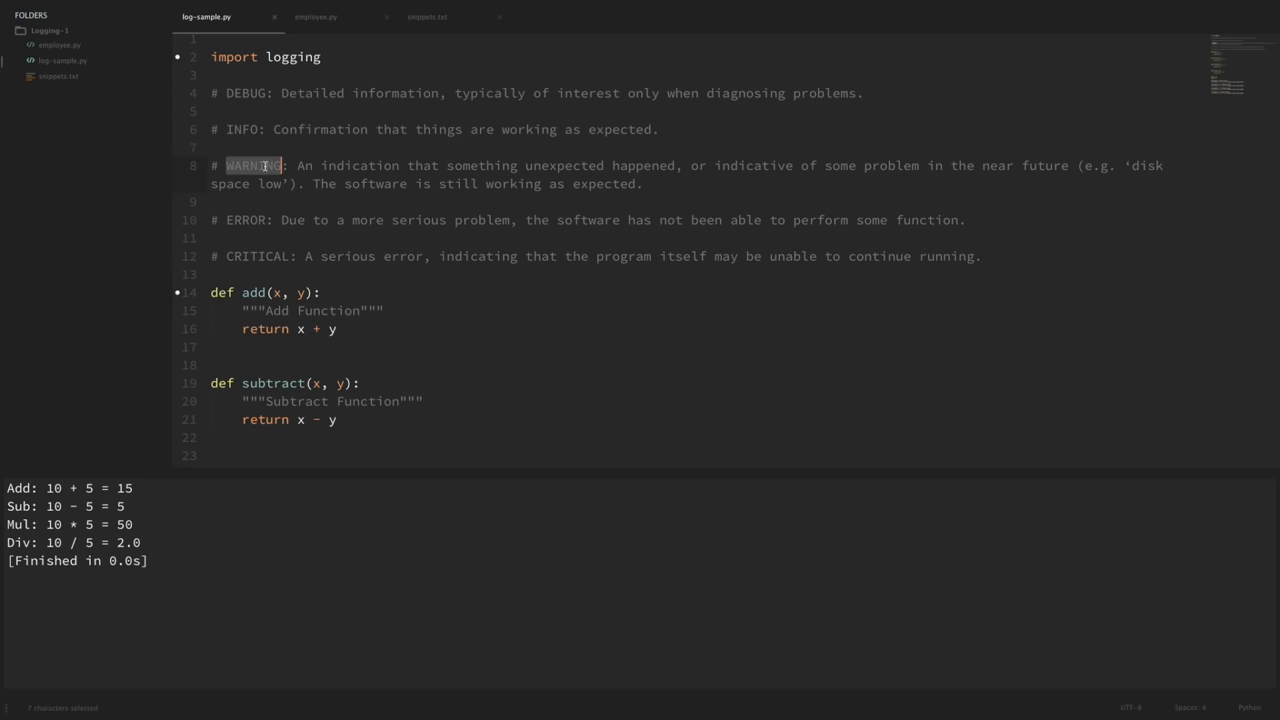 FOLDERS
Logging-1
employee.py
log-sample.py
snippets.txt
log-sample.py × employee.py × snippets.txt ×
1
2 import logging
3
4 # DEBUG: Detailed information, typically of interest only when diagnosing problems.
5
6 # INFO: Confirmation that things are working as expected.
7
8 # WARNING: An indication that something unexpected happened, or indicative of some problem in the near future (e.g. ‘disk
space low’). The software is still working as expected.
9
10 # ERROR: Due to a more serious problem, the software has not been able to perform some function.
11
12 # CRITICAL: A serious error, indicating that the program itself may be unable to continue running.
13
14 def add(x, y):
15 """Add Function"""
16 return x + y
17
18
19 def subtract(x, y):
20 """Subtract Function"""
21 return x - y
22
23
Add: 10 + 5 = 15
Sub: 10 - 5 = 5
Mul: 10 * 5 = 50
Div: 10 / 5 = 2.0
[Finished in 0.0s]
7 characters selected UTF-8 Spaces: 4 Python